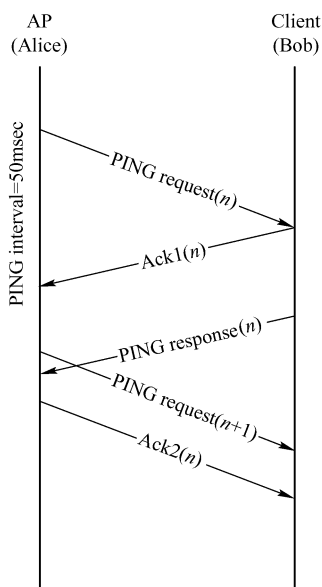 AP
(Alice)
Client
(Bob)
PING interval=50msec
PING request(n)
Ack1(n)
PING response(n)
PING request(n+1)
Ack2(n)